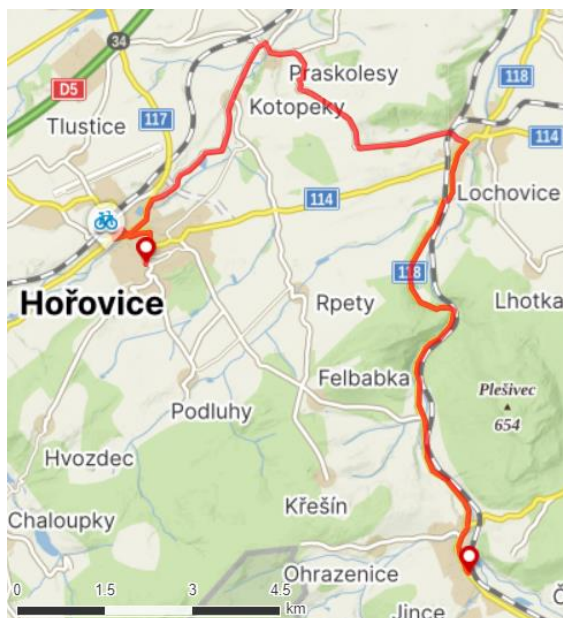 34
118
D5
Praskolesy
Kotopeky
Tlustice
117
114
114
Lochovice
118
Hořovice
Rpety
Lhotka
Felbabka
Plešivec
654
Podluhy
Hvozdec
Křešín
Chaloupky
Ohrazenice
Jince
0 1.5 3 4.5
km